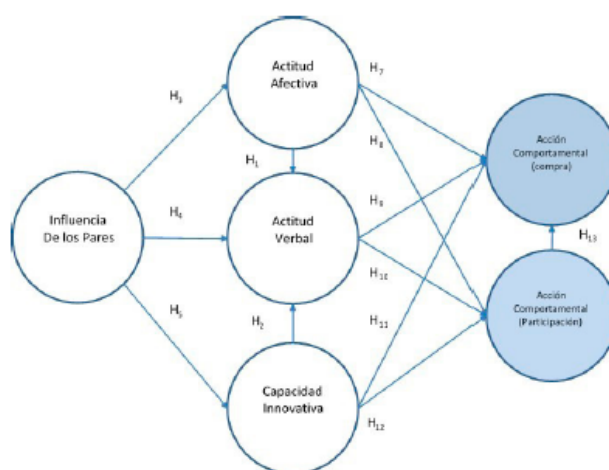 Actitud
Afectiva
H7
H3
H8
Acción
Comportamental
(compra)
H1
Influencia
De los Pares
H4
Actitud
Verbal
H9
H13
H10
Acción
Comportamental
(Participación)
H5
H2
H11
Capacidad
Innovativa
H12